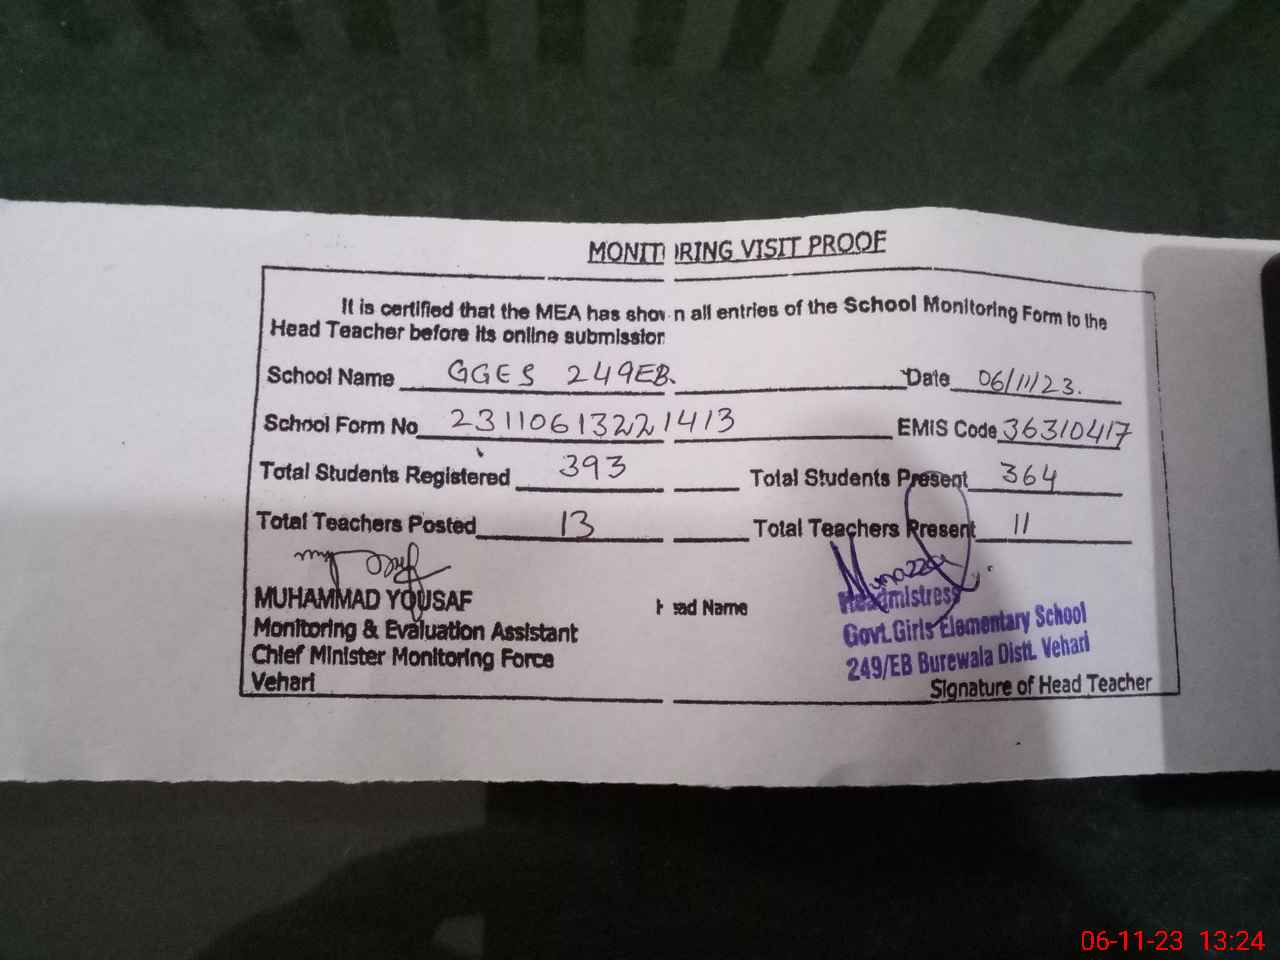 MONITORING VISIT PROOF
It is certified that the MEA has shown all entries of the School Monitoring Form to the
Head Teacher before its online submission
School Name GGES 249EB. Date 06/11/23.
School Form No 23110613221413 EMIS Code 36310417
Total Students Registered 393 Total Students Present 364
Total Teachers Posted 13 Total Teachers Present 11
Munazza
MUHAMMAD YOUSAF Head Name Headmistress
Monitoring & Evaluation Assistant Govt. Girls Elementary School
Chief Minister Monitoring Force 249/EB Burewala Distt. Vehari
Vehari Signature of Head Teacher
06-11-23 13:24